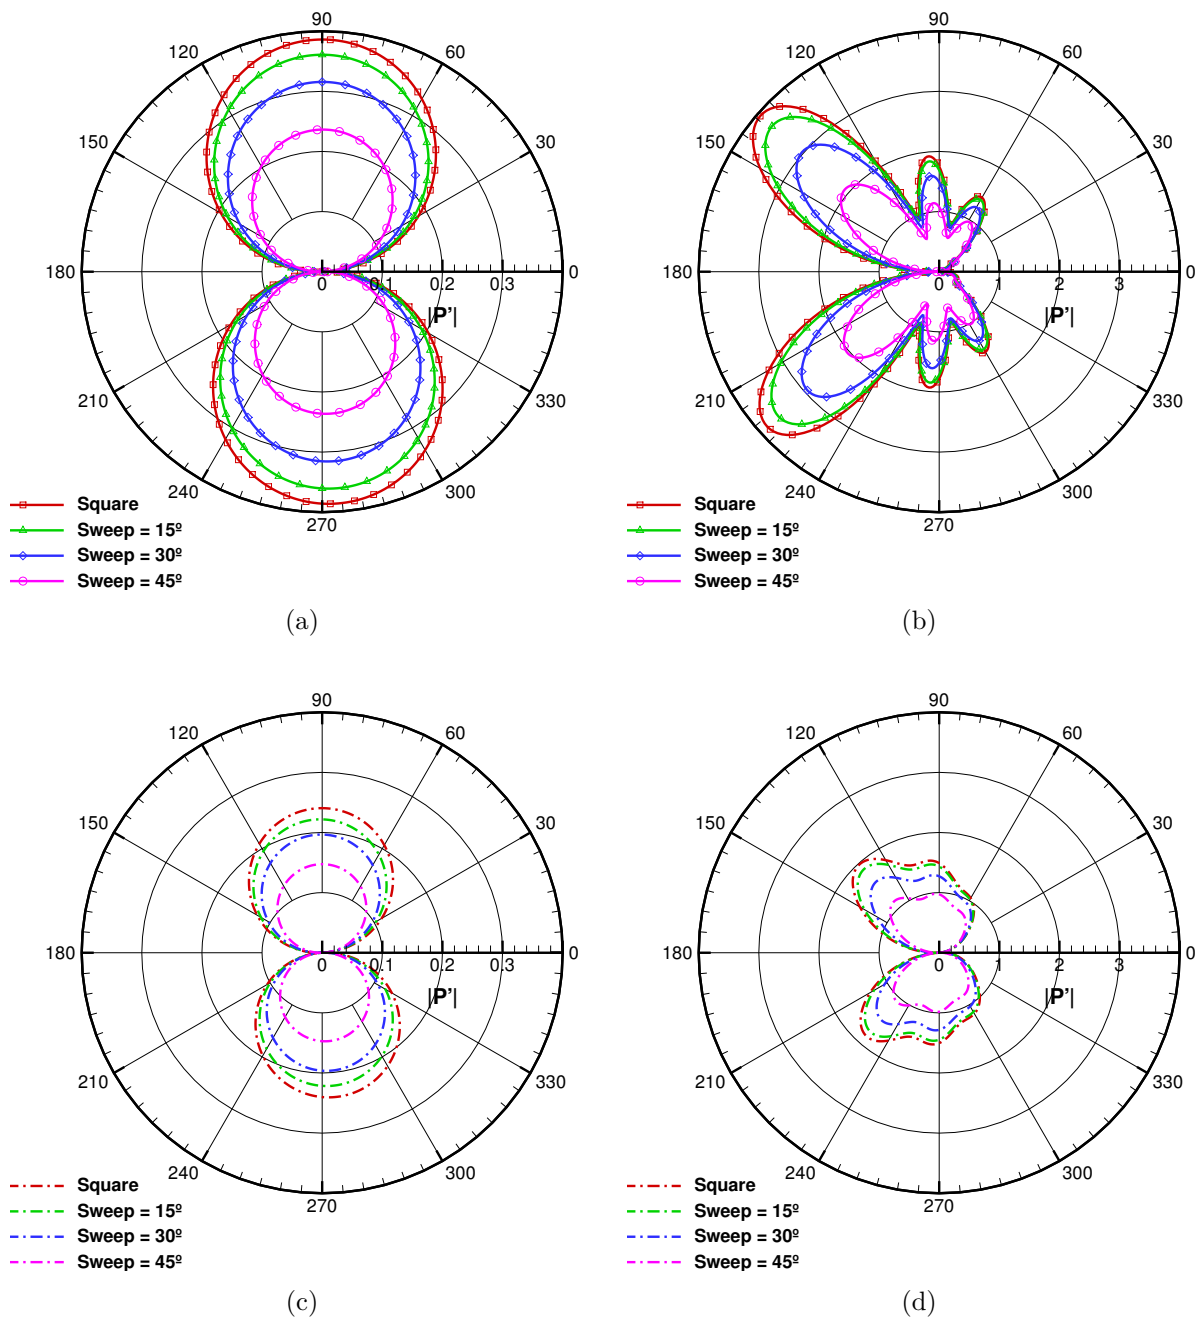 90
120 60
150 30
180 0 0.1 0.2 0.3 0
|P'|
210 330
240 300
270
Square
Sweep = 15º
Sweep = 30º
Sweep = 45º
(a)
90
120 60
150 30
180 0 1 2 3 0
|P'|
210 330
240 300
270
Square
Sweep = 15º
Sweep = 30º
Sweep = 45º
(b)
90
120 60
150 30
180 0 0.1 0.2 0.3 0
|P'|
210 330
240 300
270
Square
Sweep = 15º
Sweep = 30º
Sweep = 45º
(c)
90
120 60
150 30
180 0 1 2 3 0
|P'|
210 330
240 300
270
Square
Sweep = 15º
Sweep = 30º
Sweep = 45º
(d)